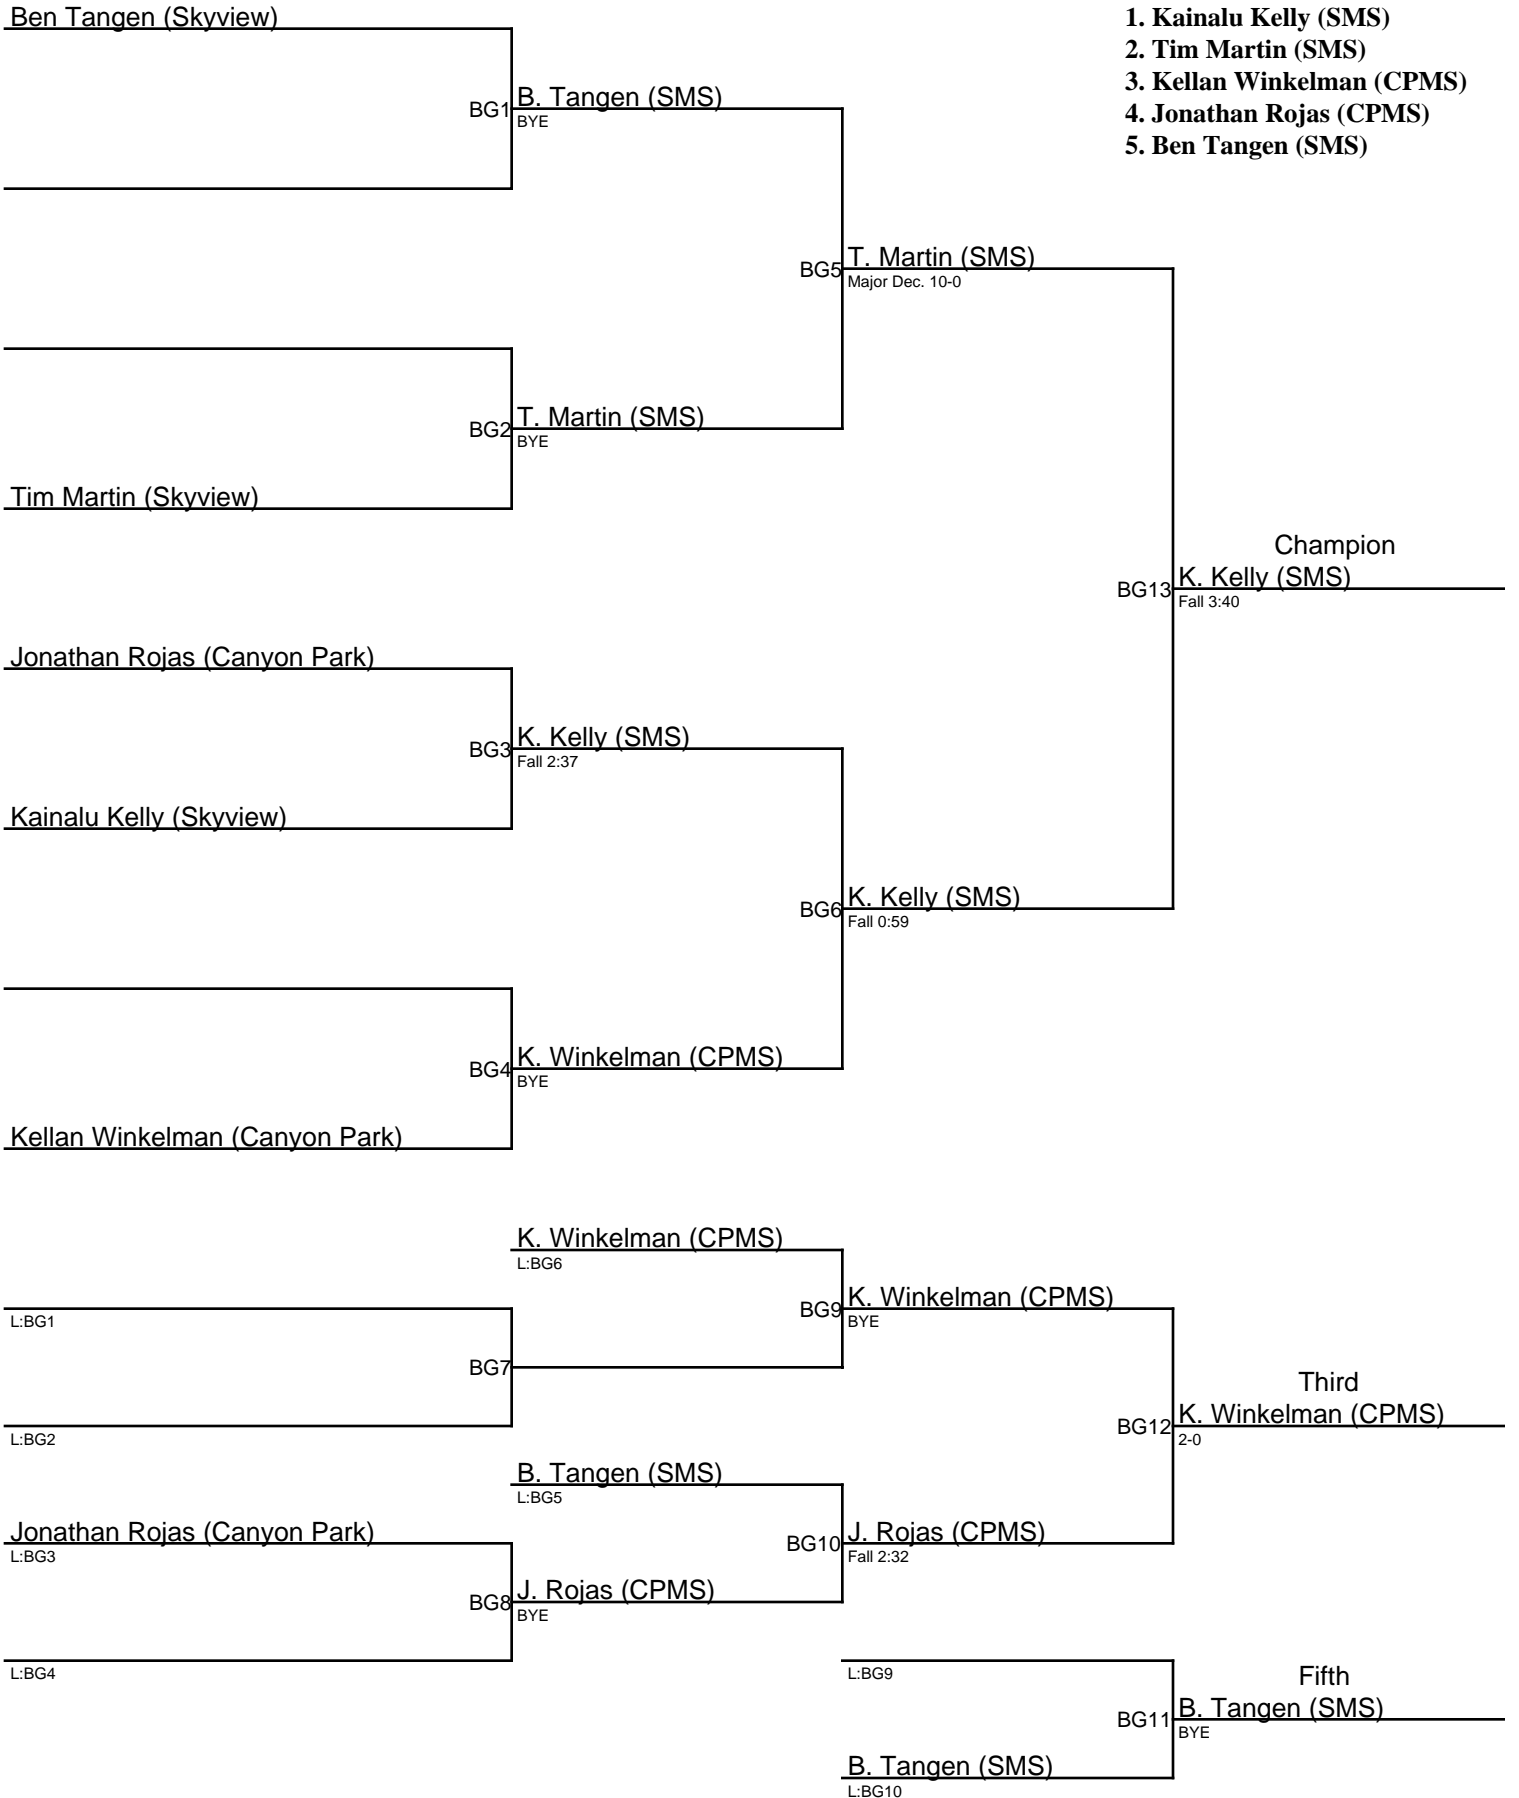 Ben Tangen (Skyview)
1. Kainalu Kelly (SMS)
2. Tim Martin (SMS)
3. Kellan Winkelman (CPMS)
4. Jonathan Rojas (CPMS)
5. Ben Tangen (SMS)
BG1 B. Tangen (SMS)
BYE
BG5 T. Martin (SMS)
Major Dec. 10-0
BG2 T. Martin (SMS)
BYE
Tim Martin (Skyview)
Champion
BG13 K. Kelly (SMS)
Fall 3:40
Jonathan Rojas (Canyon Park)
BG3 K. Kelly (SMS)
Fall 2:37
Kainalu Kelly (Skyview)
BG6 K. Kelly (SMS)
Fall 0:59
BG4 K. Winkelman (CPMS)
BYE
Kellan Winkelman (Canyon Park)
K. Winkelman (CPMS)
L:BG6
BG9 K. Winkelman (CPMS)
BYE
L:BG1
BG7
Third
BG12 K. Winkelman (CPMS)
2-0
L:BG2
B. Tangen (SMS)
L:BG5
Jonathan Rojas (Canyon Park)
L:BG3
BG10 J. Rojas (CPMS)
Fall 2:32
BG8 J. Rojas (CPMS)
BYE
L:BG4
L:BG9
Fifth
BG11 B. Tangen (SMS)
BYE
B. Tangen (SMS)
L:BG10